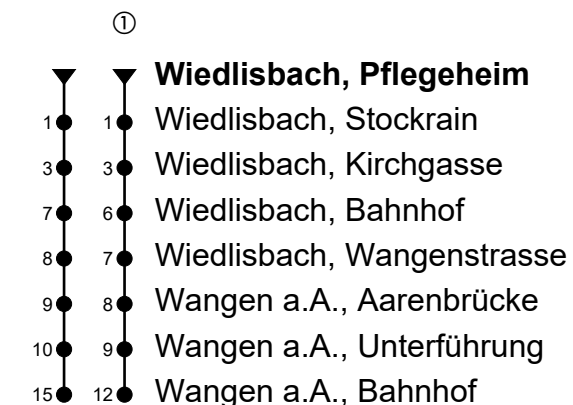 ①
Wiedlisbach, Pflegeheim
1 1 Wiedlisbach, Stockrain
3 3 Wiedlisbach, Kirchgasse
7 6 Wiedlisbach, Bahnhof
8 7 Wiedlisbach, Wangenstrasse
9 8 Wangen a.A., Aarenbrücke
10 9 Wangen a.A., Unterführung
15 12 Wangen a.A., Bahnhof